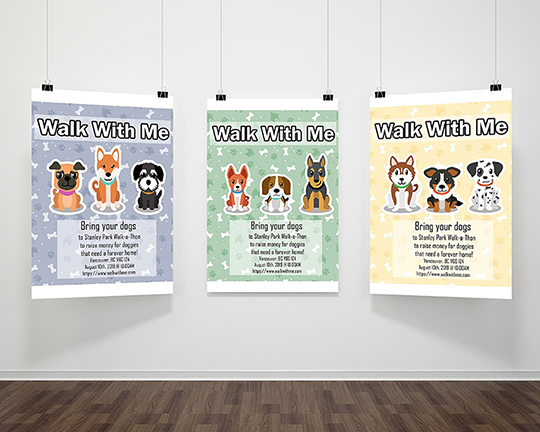 Walk With Me
Bring your dogs
to Stanley Park Walk-a-Thon
to raise money for doggies
that need a forever home!
Vancouver, BC V6G 1Z4
August 10th, 2019 @ 10:00AM
https://www.walkwithme.com
Walk With Me
Bring your dogs
to Stanley Park Walk-a-Thon
to raise money for doggies
that need a forever home!
Vancouver, BC V6G 1Z4
August 10th, 2019 @ 10:00AM
https://www.walkwithme.com
Walk With Me
Bring your dogs
to Stanley Park Walk-a-Thon
to raise money for doggies
that need a forever home!
Vancouver, BC V6G 1Z4
August 10th, 2019 @ 10:00AM
https://www.walkwithme.com